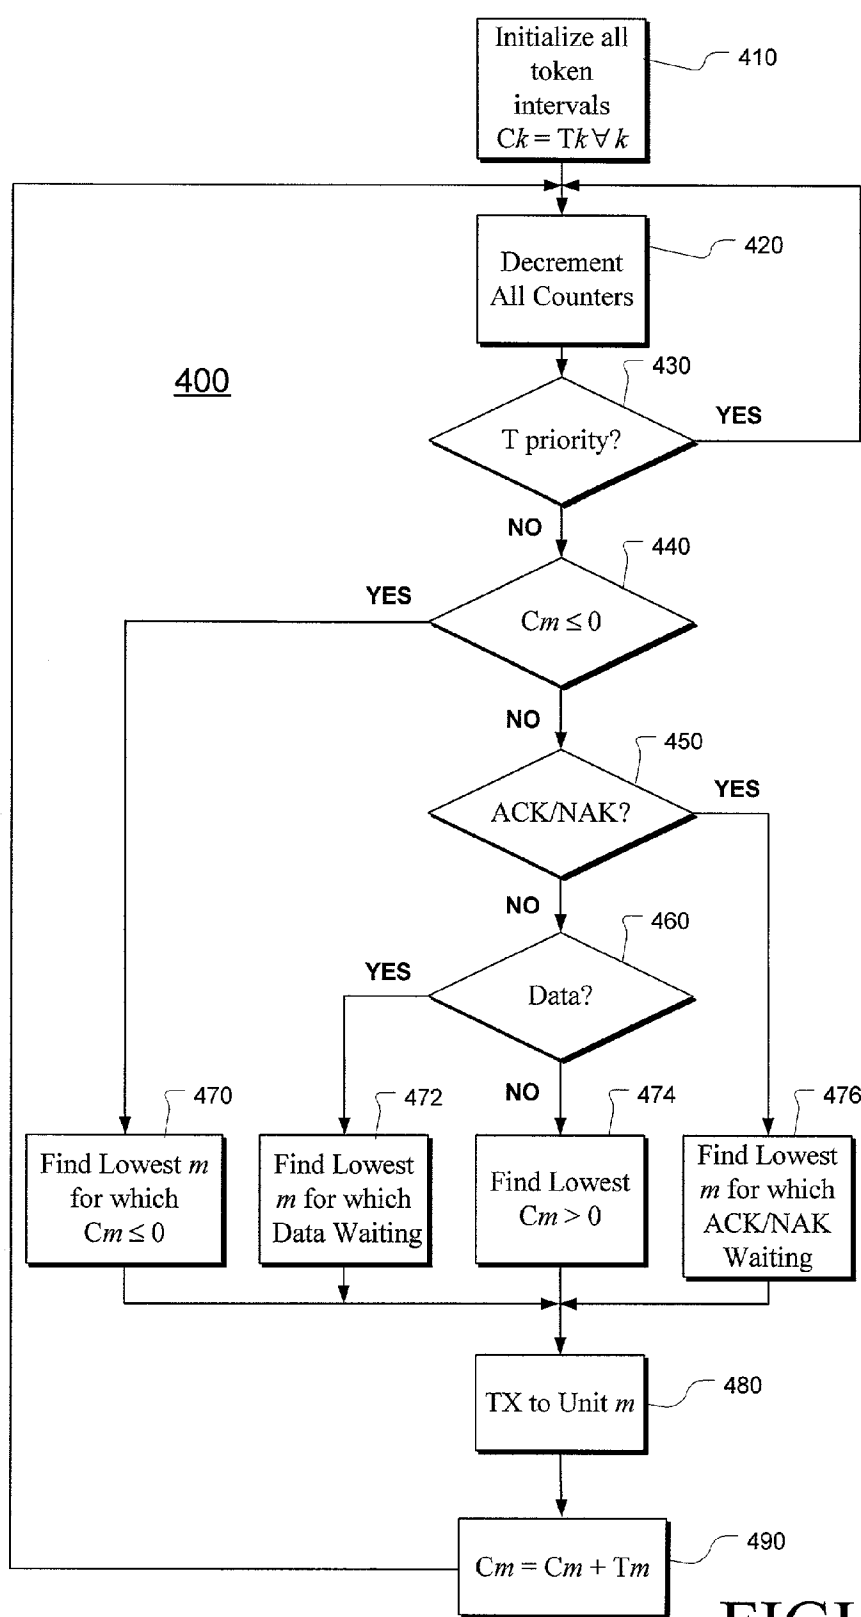 Initialize all
token
intervals
Ck = Tk ∀ k
410
Decrement
All Counters
420
400
T priority?
430
YES
NO
Cm ≤ 0
440
YES
NO
ACK/NAK?
450
YES
NO
Data?
460
YES
NO
Find Lowest m
for which
Cm ≤ 0
470
Find Lowest
m for which
Data Waiting
472
Find Lowest
Cm > 0
474
Find Lowest
m for which
ACK/NAK
Waiting
476
TX to Unit m
480
Cm = Cm + Tm
490